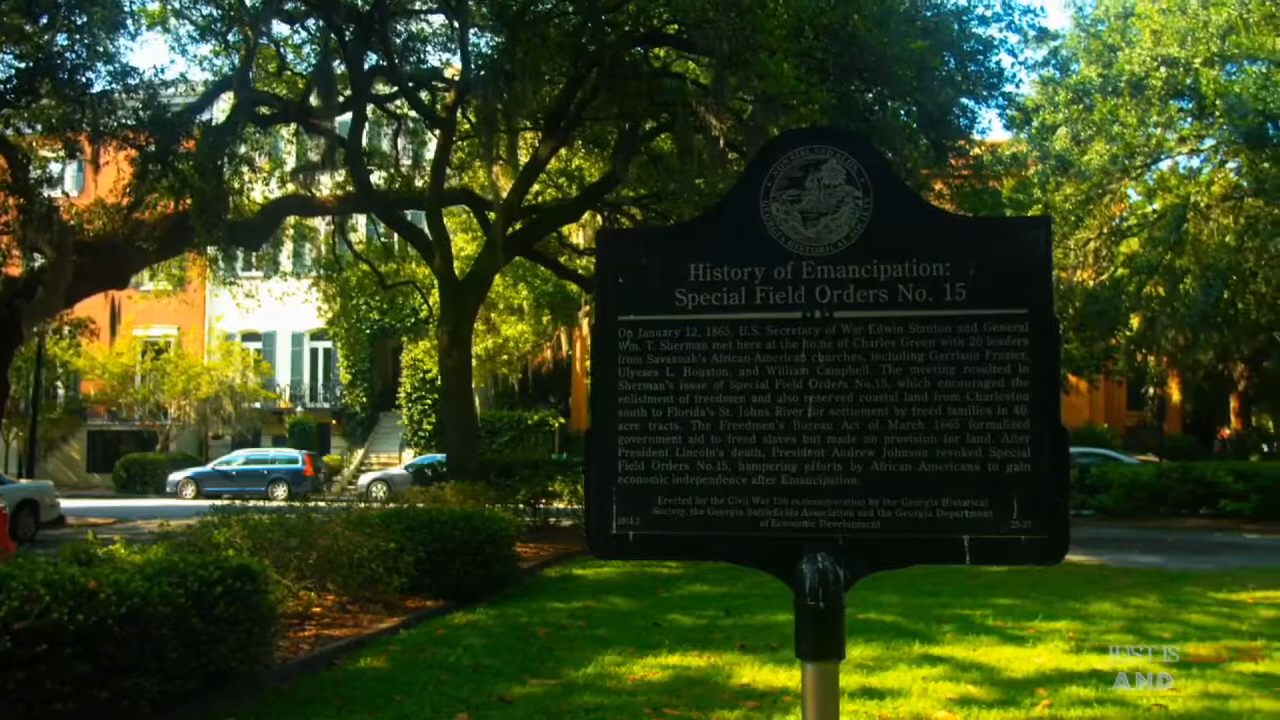 History of Emancipation:
Special Field Orders No. 15
On January 12, 1865, U.S. Secretary of War Edwin Stanton and General
Wm. T. Sherman met here at the home of Charles Green with 20 leaders
from Savannah's African-American churches, including Garrison Frazier,
Ulysses L. Houston, and William Campbell. The meeting resulted in
Sherman's issue of Special Field Orders No.15, which encouraged the
enlistment of freedmen and also reserved coastal land from Charleston
south to Florida's St. Johns River for settlement by freed families in 40-
acre tracts. The Freedmen's Bureau Act of March 1865 formalized
government aid to freed slaves but made no provision for land. After
President Lincoln's death, President Andrew Johnson revoked Special
Field Orders No.15, hampering efforts by African Americans to gain
economic independence after Emancipation.
Erected for the Civil War 150 commemoration by the Georgia Historical
Society, the Georgia Battlefields Association and the Georgia Department
of Economic Development
25-37
AND